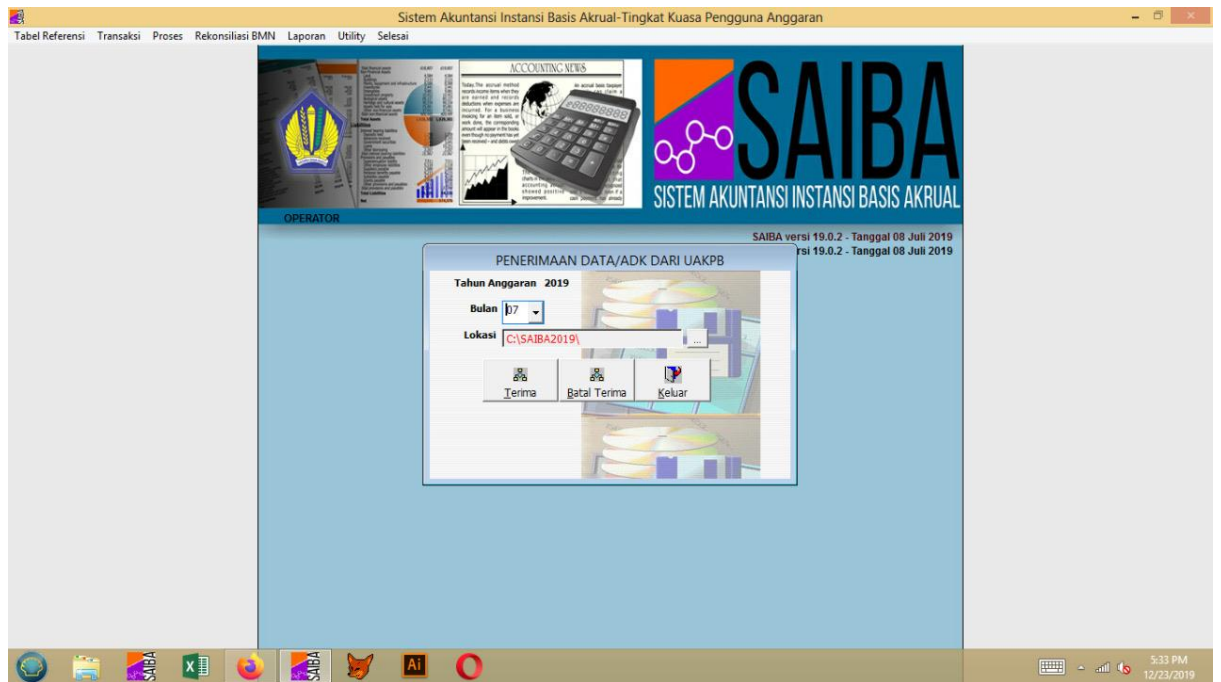 Sistem Akuntansi Instansi Basis Akrual-Tingkat Kuasa Pengguna Anggaran
Tabel Referensi Transaksi Proses Rekonsiliasi BMN Laporan Utility Selesai
ACCOUNTING NEWS
SAIBA
SISTEM AKUNTANSI INSTANSI BASIS AKRUAL
OPERATOR
SAIBA versi 19.0.2 - Tanggal 08 Juli 2019
rsi 19.0.2 - Tanggal 08 Juli 2019
PENERIMAAN DATA/ADK DARI UAKPB
Tahun Anggaran 2019
Bulan 07
Lokasi C:\SAIBA2019\ ...
Terima Batal Terima Keluar
SAIBA
SAIBA
Ai
5:33 PM
12/23/2019